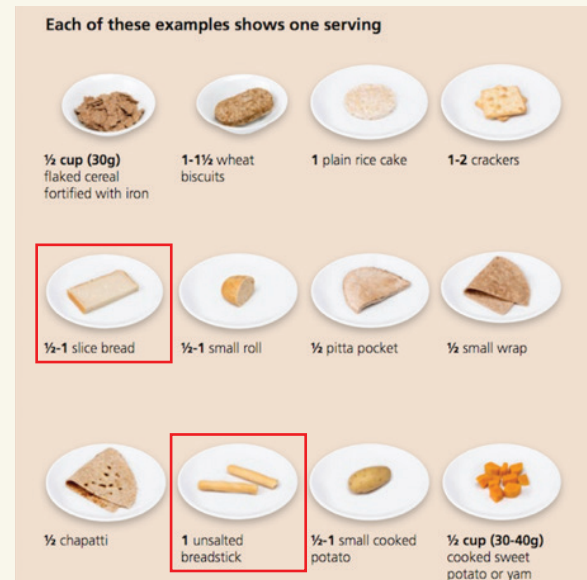 Each of these examples shows one serving
½ cup (30g)
flaked cereal
fortified with iron
1-1½ wheat
biscuits
1 plain rice cake
1-2 crackers
½-1 slice bread
½-1 small roll
½ pitta pocket
½ small wrap
½ chapatti
1 unsalted
breadstick
½-1 small cooked
potato
½ cup (30-40g)
cooked sweet
potato or yam